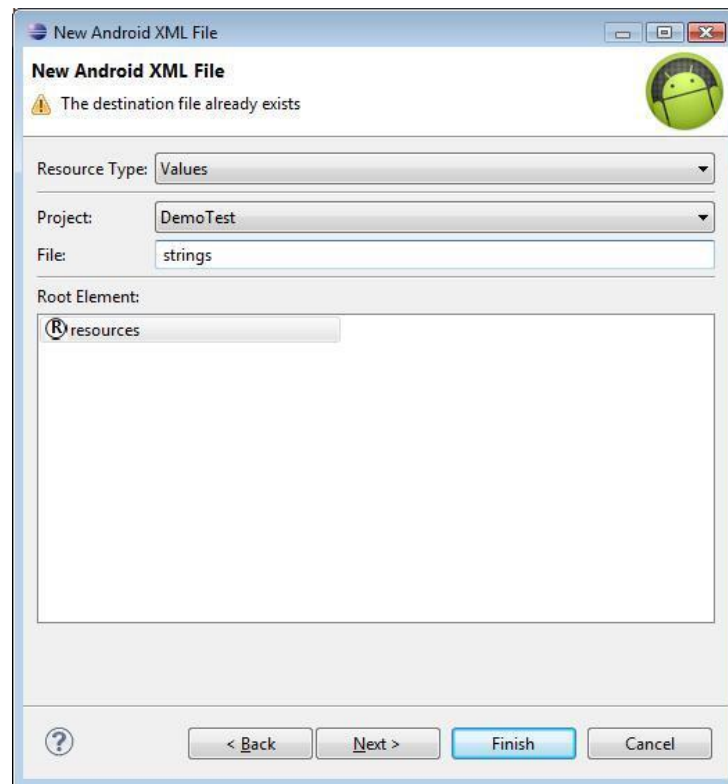 New Android XML File
New Android XML File
The destination file already exists
Resource Type: Values
Project: DemoTest
File: strings
Root Element:
R resources
? < Back Next > Finish Cancel